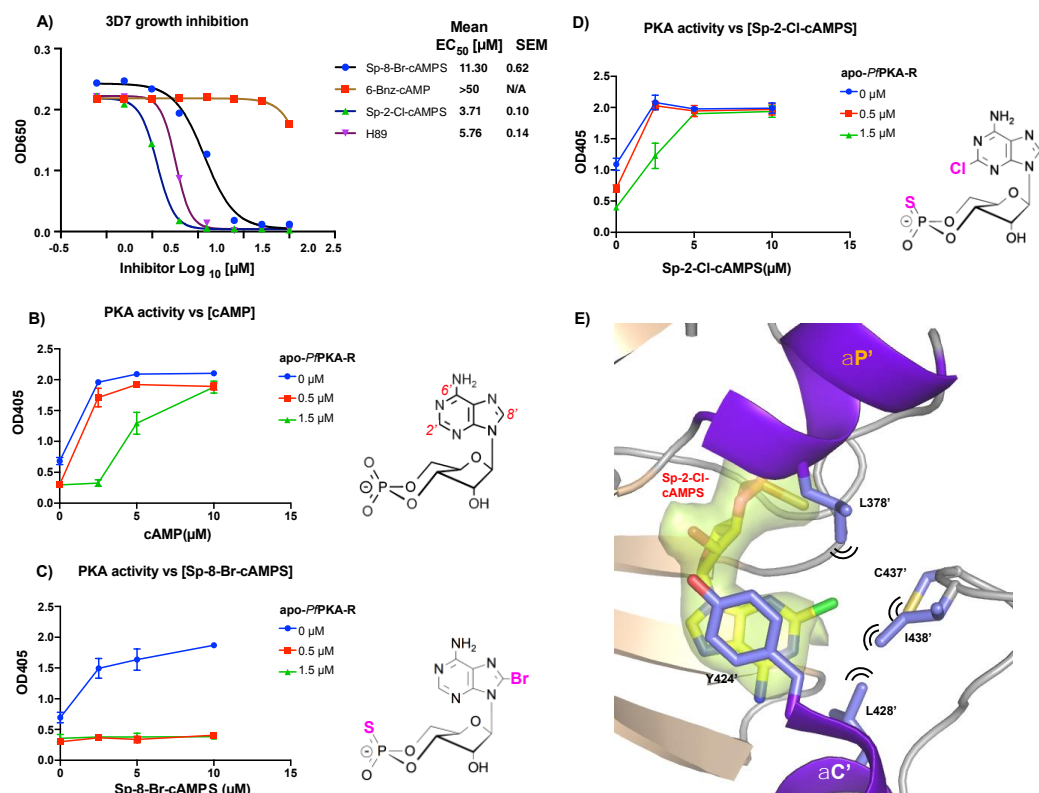 A)
3D7 growth inhibition
Mean
EC50 [µM] SEM
Sp-8-Br-cAMPS 11.30 0.62
6-Bnz-cAMP >50 N/A
Sp-2-Cl-cAMPS 3.71 0.10
H89 5.76 0.14
OD650
0.3
0.2
0.1
0.0
-0.5 0.0 0.5 1.0 1.5 2.0 2.5
Inhibitor Log 10 [µM]
B)
PKA activity vs [cAMP]
apo-PfPKA-R
0 µM
0.5 µM
1.5 µM
OD405
2.5
2.0
1.5
1.0
0.5
0.0
0 5 10 15
cAMP(µM)
NH2
6'
N
N
8'
2'
N
N
O
O
P
O
O
O
OH
C)
PKA activity vs [Sp-8-Br-cAMPS]
apo-PfPKA-R
0 µM
0.5 µM
1.5 µM
OD405
2.5
2.0
1.5
1.0
0.5
0.0
0 5 10 15
Sp-8-Br-cAMPS (µM)
NH2
N
N
Br
N
N
S
O
P
O
O
O
OH
D)
PKA activity vs [Sp-2-Cl-cAMPS]
apo-PfPKA-R
0 µM
0.5 µM
1.5 µM
OD405
2.5
2.0
1.5
1.0
0.5
0.0
0 5 10 15
Sp-2-Cl-cAMPS(µM)
NH2
N
N
Cl
N
N
S
O
P
O
O
O
OH
E)
aP'
Sp-2-Cl-
cAMPS
L378'
C437'
I438'
Y424'
L428'
aC'